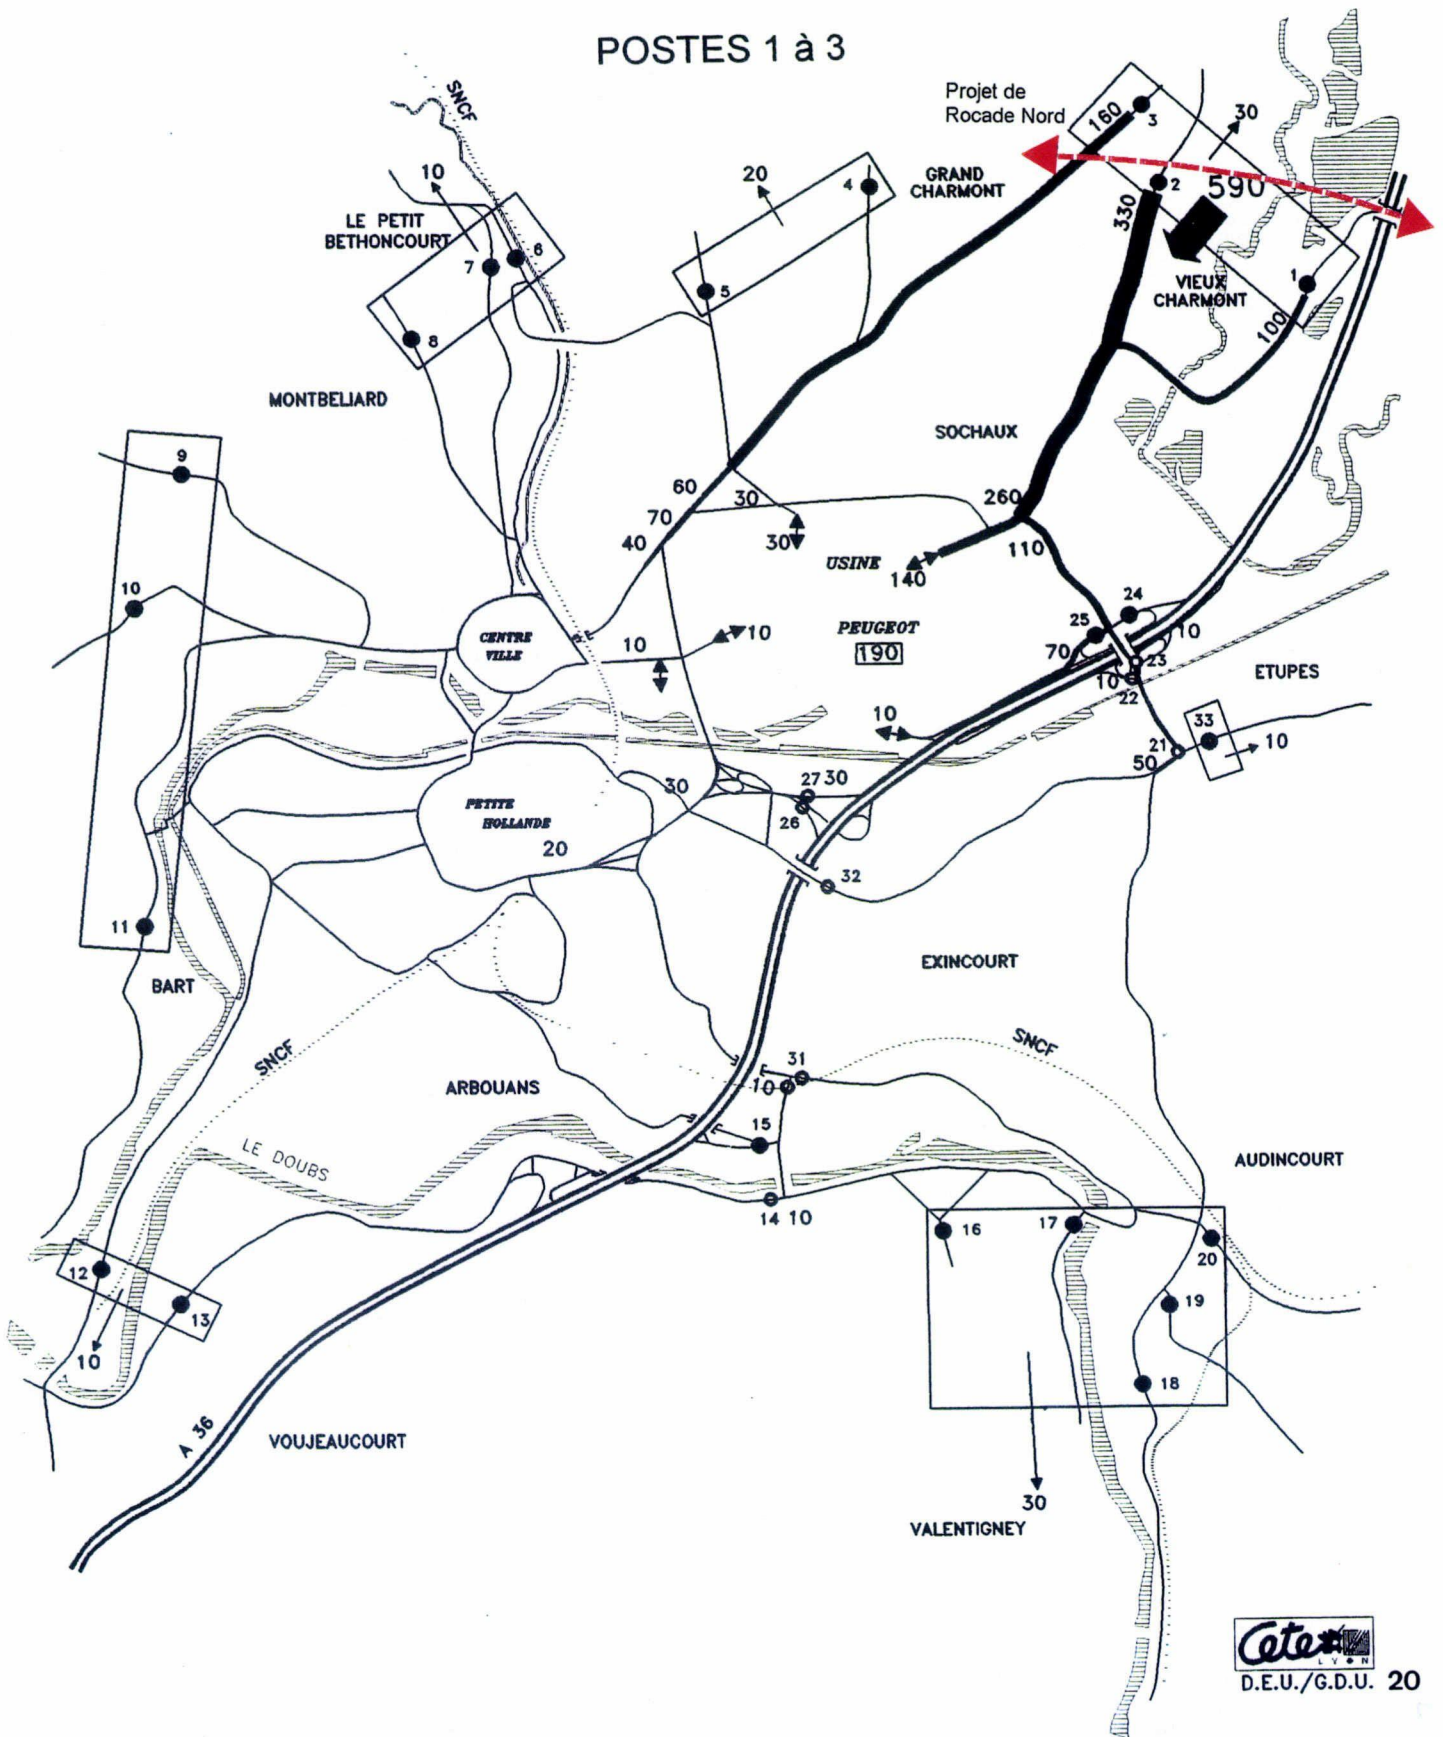 POSTES 1 à 3
SNCF
Projet de
Rocade Nord
160
3
30
10
20
4
GRAND
CHARMONT
2
590
330
LE PETIT
BETHONCOURT
7
6
5
VIEUX
CHARMONT
1
100
8
MONTBELIARD
SOCHAUX
9
60
30
260
70
40
30
110
USINE
140
10
24
25
CENTRE
VILLE
10
10
PEUGEOT
190
10
70
23
10
22
ETUPES
10
33
21
50
10
27 30
30
26
PETITE
HOLLANDE
20
32
11
EXINCOURT
BART
SNCF
SNCF
31
10
ARBOUANS
15
LE DOUBS
AUDINCOURT
14 10
16
17
20
12
13
19
10
18
A 36
VOUJEAUCOURT
30
VALENTIGNEY
Cete
LYON
D.E.U./G.D.U. 20